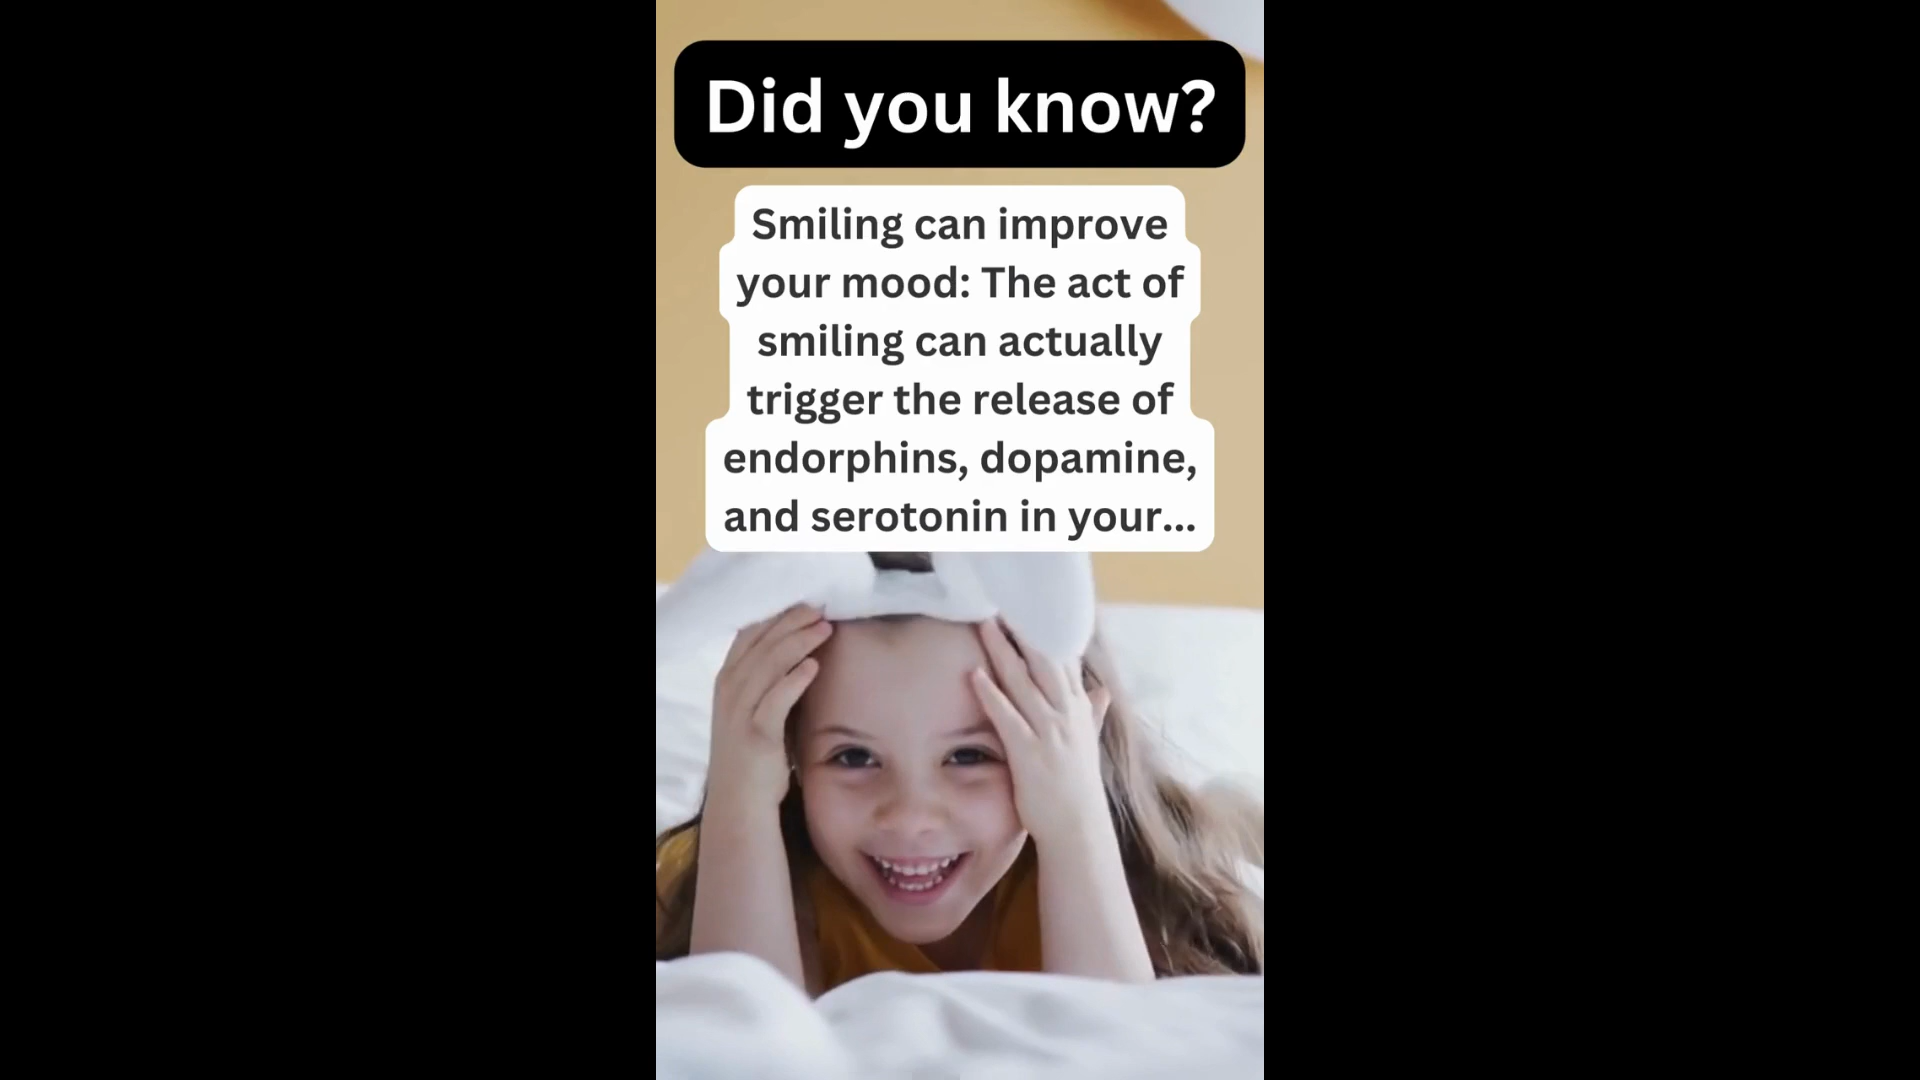 Did you know?
Smiling can improve
your mood: The act of
smiling can actually
trigger the release of
endorphins, dopamine,
and serotonin in your...